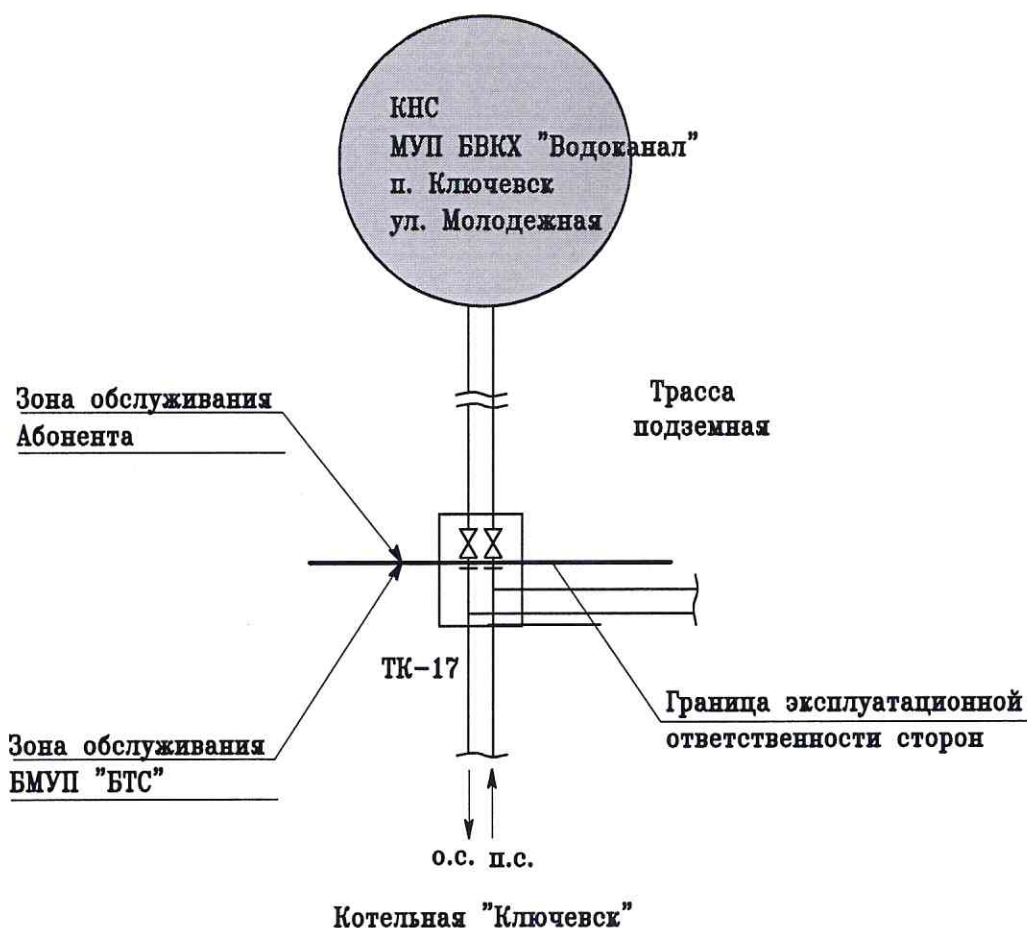 КНС
МУП БВКХ "Водоканал"
п. Ключевск
ул. Молодежная
Зона обслуживания
Абонента
Трасса
подземная
ТК-17
Граница эксплуатационной
ответственности сторон
Зона обслуживания
БМУП "БТС"
о.с. п.с.
Котельная "Ключевск"